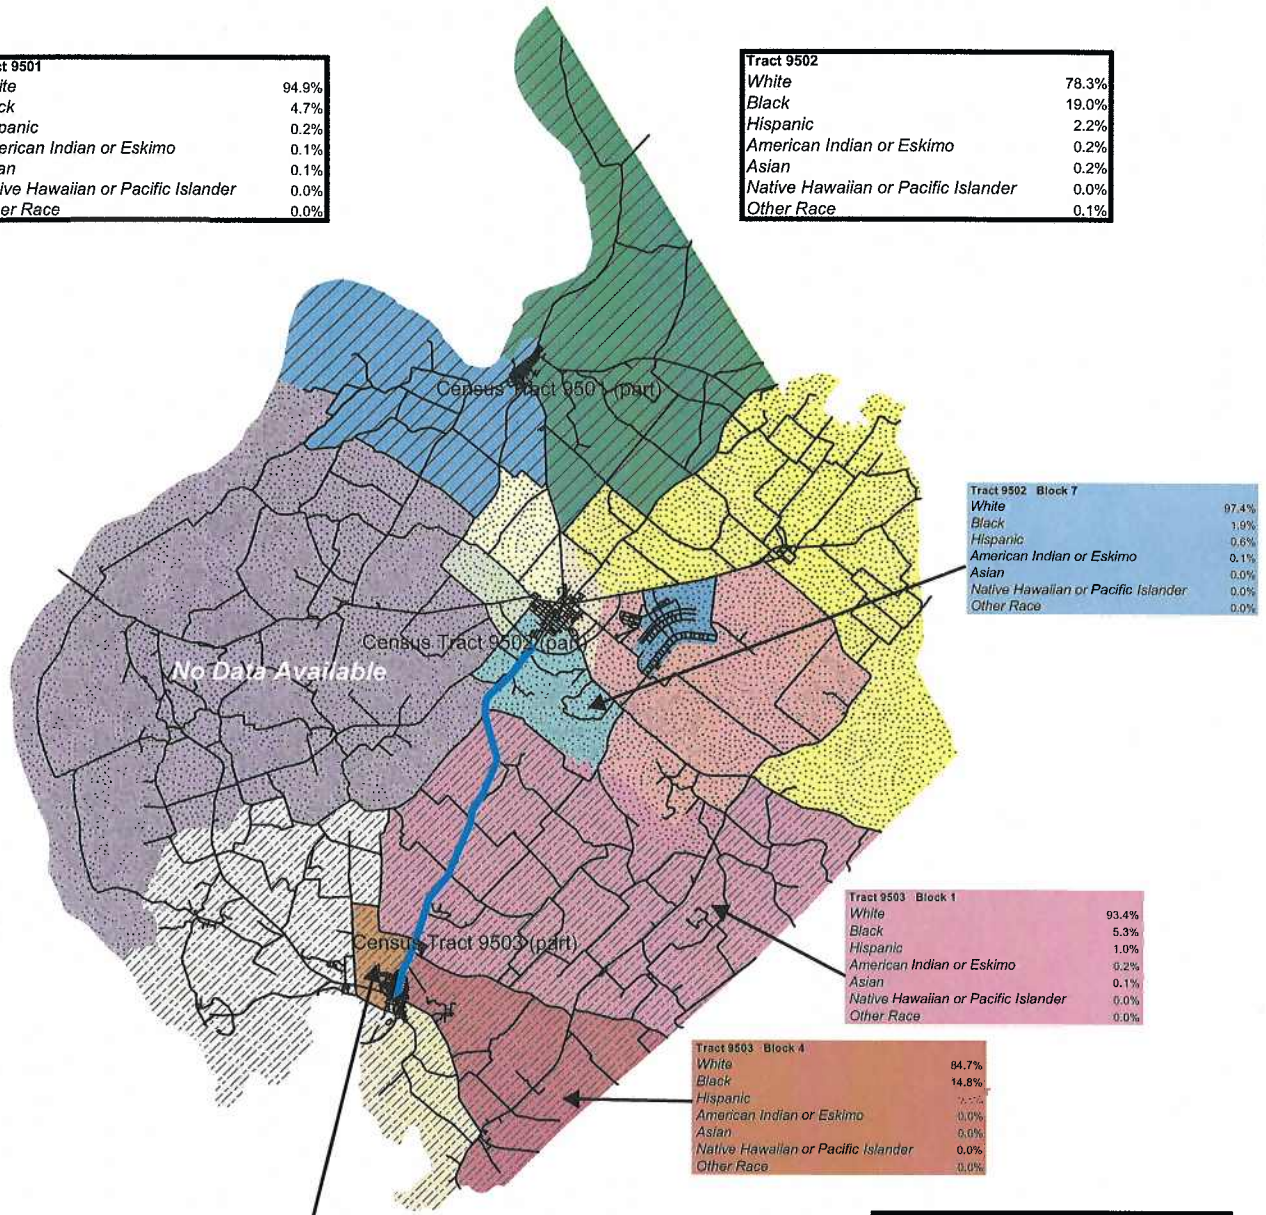 ct 9501
ite 94.9%
ck 4.7%
panic 0.2%
erican Indian or Eskimo 0.1%
an 0.1%
ive Hawaiian or Pacific Islander 0.0%
er Race 0.0%
Tract 9502
White 78.3%
Black 19.0%
Hispanic 2.2%
American Indian or Eskimo 0.2%
Asian 0.2%
Native Hawaiian or Pacific Islander 0.0%
Other Race 0.1%
Census Tract 9501 (part)
Tract 9502 Block 7
White 97.4%
Black 1.9%
Hispanic 0.6%
American Indian or Eskimo 0.1%
Asian 0.0%
Native Hawaiian or Pacific Islander 0.0%
Other Race 0.0%
Census Tract 9502 (part)
No Data Available
Tract 9503 Block 1
White 93.4%
Black 5.3%
Hispanic 1.0%
American Indian or Eskimo 0.2%
Asian 0.1%
Native Hawaiian or Pacific Islander 0.0%
Other Race 0.0%
Census Tract 9503 (part)
Tract 9503 Block 4
White 84.7%
Black 14.8%
Hispanic
American Indian or Eskimo 0.0%
Asian 0.0%
Native Hawaiian or Pacific Islander 0.0%
Other Race 0.0%